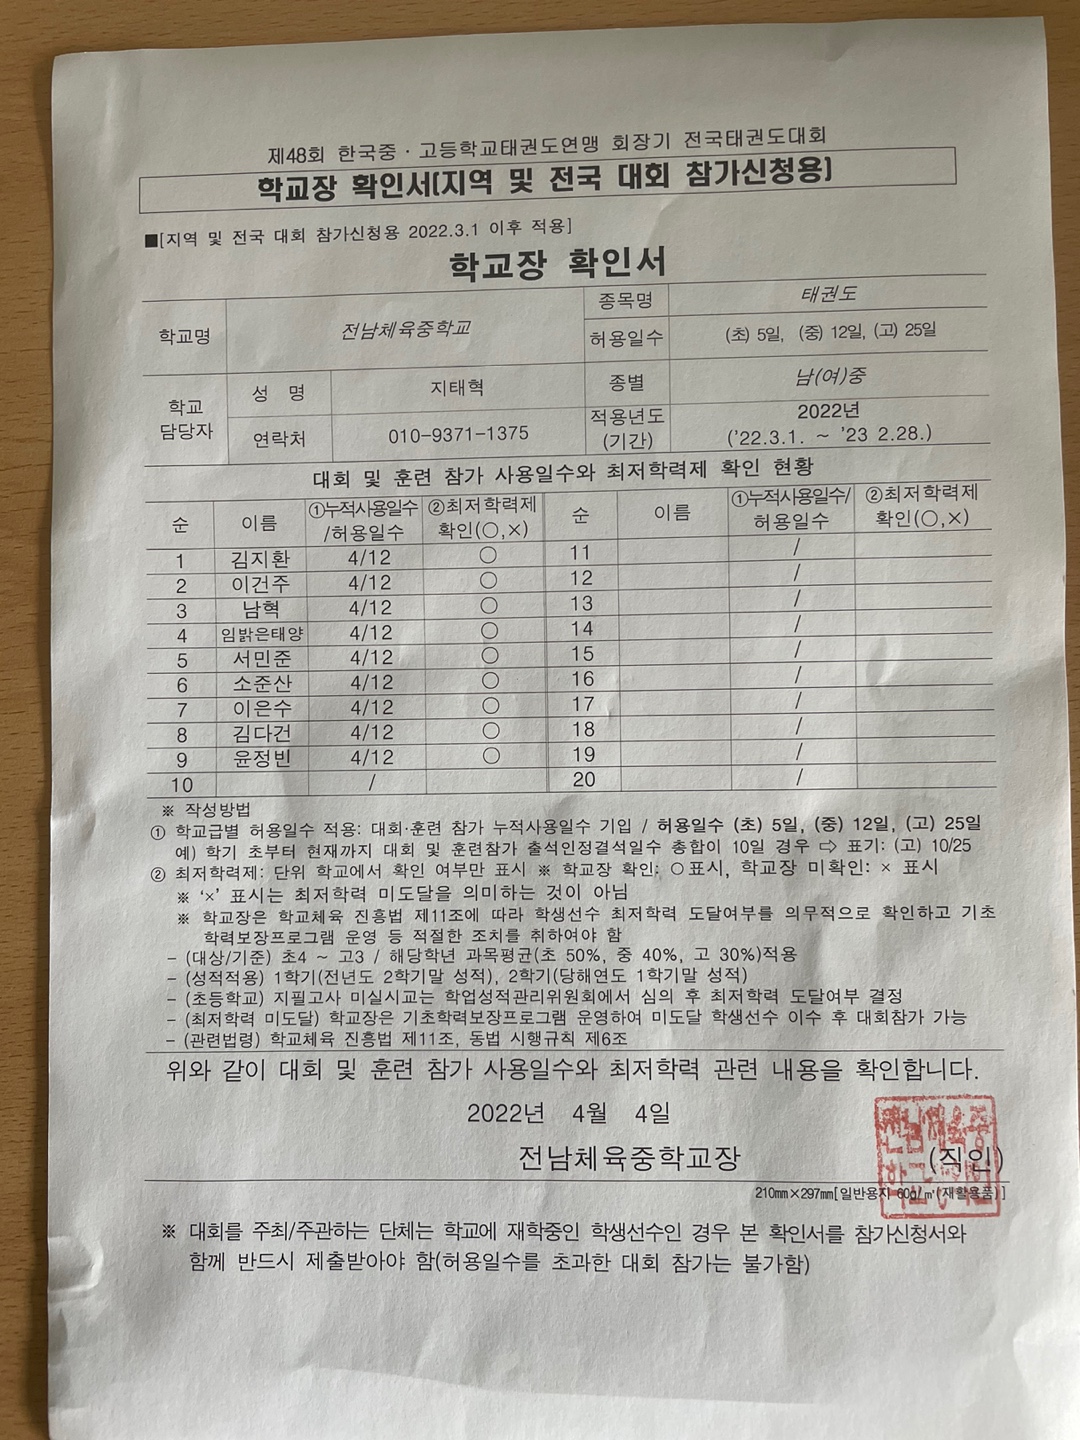 제48회 한국중·고등학교태권도연맹 회장기 전국태권도대회
학교장 확인서(지역 및 전국 대회 참가신청용)
■[지역 및 전국 대회 참가신청용 2022.3.1 이후 적용]
학교장 확인서
학교명 전남체육중학교 종목명 태권도
허용일수 (초) 5일, (중) 12일, (고) 25일
학교 담당자 성 명 지태혁 종별 남(여)중
연락처 010-9371-1375 적용년도 (기간) 2022년 ('22.3.1. ~ '23 2.28.)
대회 및 훈련 참가 사용일수와 최저학력제 확인 현황
순 이름 ①누적사용일수/허용일수 ②최저학력제 확인(○,×) 순 이름 ①누적사용일수/허용일수 ②최저학력제 확인(○,×)
1 김지환 4/12 ○ 11 /
2 이건주 4/12 ○ 12 /
3 남혁 4/12 ○ 13 /
4 임밝은태양 4/12 ○ 14 /
5 서민준 4/12 ○ 15 /
6 소준산 4/12 ○ 16 /
7 이은수 4/12 ○ 17 /
8 김다건 4/12 ○ 18 /
9 윤정빈 4/12 ○ 19 /
10 / 20 /
※ 작성방법
① 학교급별 허용일수 적용: 대회·훈련 참가 누적사용일수 기입 / 허용일수 (초) 5일, (중) 12일, (고) 25일
예) 학기 초부터 현재까지 대회 및 훈련참가 출석인정결석일수 총합이 10일 경우 ⇨ 표기: (고) 10/25
② 최저학력제: 단위 학교에서 확인 여부만 표시 ※ 학교장 확인: ○표시, 학교장 미확인: × 표시
※ '×' 표시는 최저학력 미도달을 의미하는 것이 아님
※ 학교장은 학교체육 진흥법 제11조에 따라 학생선수 최저학력 도달여부를 의무적으로 확인하고 기초
학력보장프로그램 운영 등 적절한 조치를 취하여야 함
- (대상/기준) 초4 ~ 고3 / 해당학년 과목평균(초 50%, 중 40%, 고 30%)적용
- (성적적용) 1학기(전년도 2학기말 성적), 2학기(당해연도 1학기말 성적)
- (초등학교) 지필고사 미실시교는 학업성적관리위원회에서 심의 후 최저학력 도달여부 결정
- (최저학력 미도달) 학교장은 기초학력보장프로그램 운영하여 미도달 학생선수 이수 후 대회참가 가능
- (관련법령) 학교체육 진흥법 제11조, 동법 시행규칙 제6조
위와 같이 대회 및 훈련 참가 사용일수와 최저학력 관련 내용을 확인합니다.
2022년 4월 4일
전남체육중학교장 (직인)
전남체육중
210㎜×297㎜[일반용지 60g/㎡(재활용품)]
※ 대회를 주최/주관하는 단체는 학교에 재학중인 학생선수인 경우 본 확인서를 참가신청서와
함께 반드시 제출받아야 함(허용일수를 초과한 대회 참가는 불가함)